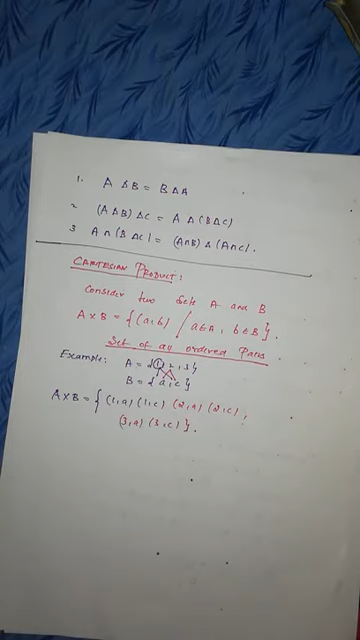 1. A Δ B = B Δ A
2 (A Δ B) Δ C = A Δ (B Δ C)
3 A ∩ (B Δ C) = (A ∩ B) Δ (A ∩ C).
CARTESIAN PRODUCT:
Consider two sets A and B
A × B = { (a, b) / a ∈ A, b ∈ B }.
Set of all ordered Pairs
Example: A = { 1, 2, 3 }
B = { a, c }
A × B = { (1, a) (1, c) (2, a) (2, c),
(3, a) (3, c) }.